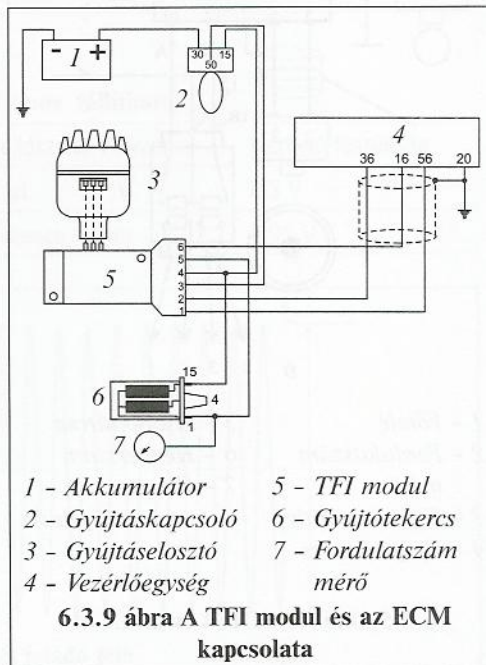 - 1 +
30 15
50
2
4
36 16 56 20
3
6
5
4
3
2
1
5
15
6
4
1
7
1 - Akkumulátor
2 - Gyújtáskapcsoló
3 - Gyújtáselosztó
4 - Vezérlőegység
5 - TFI modul
6 - Gyújtótekercs
7 - Fordulatszám
mérő
6.3.9 ábra A TFI modul és az ECM
kapcsolata